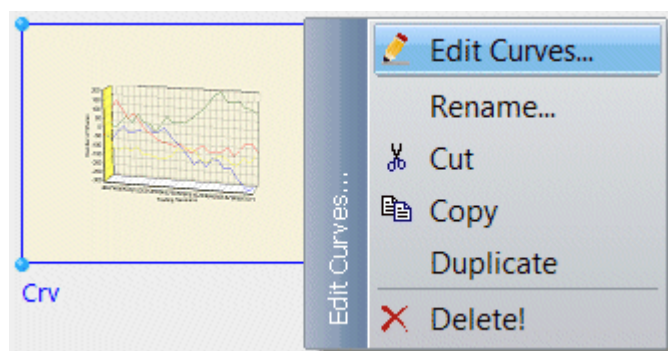 Edit Curves...
Rename...
Cut
Copy
Duplicate
Delete!
Edit Curves...
Crv